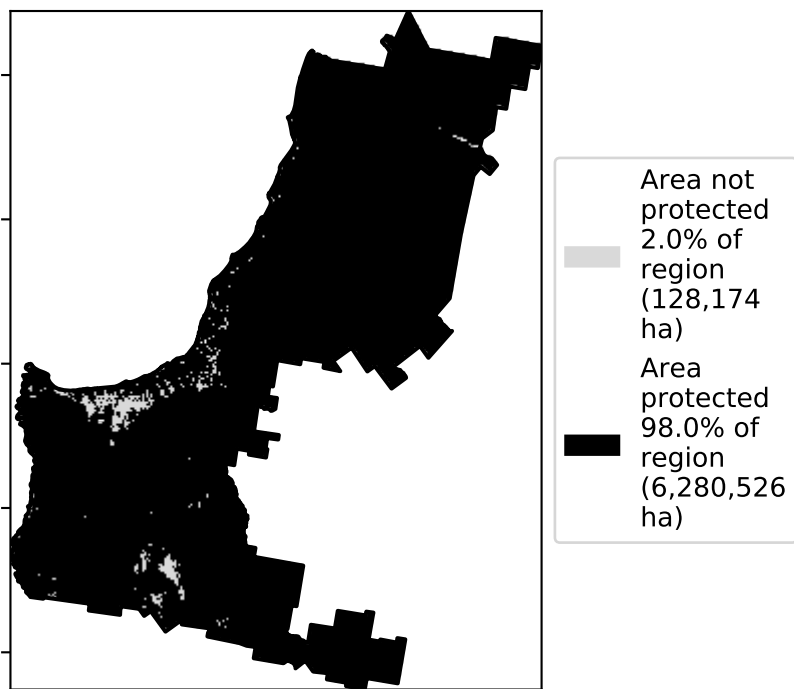 Area not
protected
2.0% of
region
(128,174
ha)
Area
protected
98.0% of
region
(6,280,526
ha)